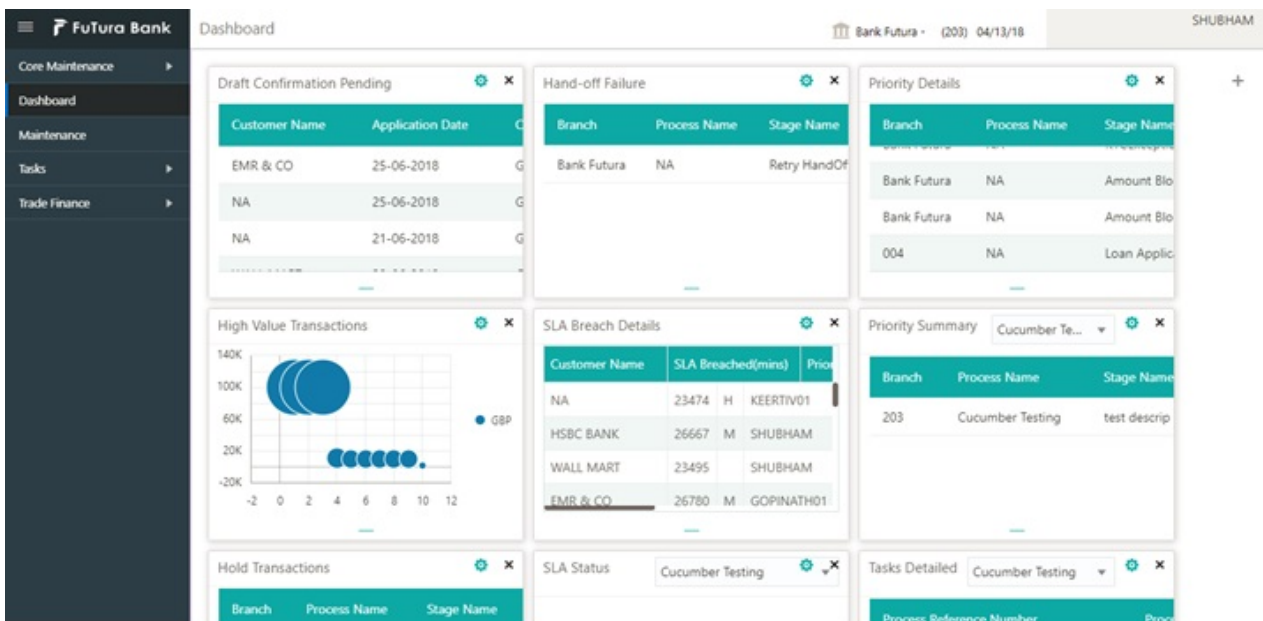 FuTura Bank
Dashboard
Bank Futura - (203) 04/13/18
SHUBHAM
Core Maintenance
Dashboard
Maintenance
Tasks
Trade Finance
Draft Confirmation Pending
Customer Name Application Date
EMR & CO 25-06-2018
NA 25-06-2018
NA 21-06-2018
Hand-off Failure
Branch Process Name Stage Name
Bank Futura NA Retry HandOf
Priority Details
Branch Process Name Stage Name
Bank Futura NA Amount Blo
Bank Futura NA Amount Blo
004 NA Loan Applic
High Value Transactions
140K
100K
60K
20K
-20K
-2 0 2 4 6 8 10 12
GBP
SLA Breach Details
Customer Name SLA Breached(mins) Prior
NA 23474 H KEERTIV01
HSBC BANK 26667 M SHUBHAM
WALL MART 23495 SHUBHAM
EMR & CO 26780 M GOPINATH01
Priority Summary Cucumber Te...
Branch Process Name Stage Name
203 Cucumber Testing test descrip
Hold Transactions
Branch Process Name Stage Name
SLA Status Cucumber Testing
Tasks Detailed Cucumber Testing
Process Reference Number Proce